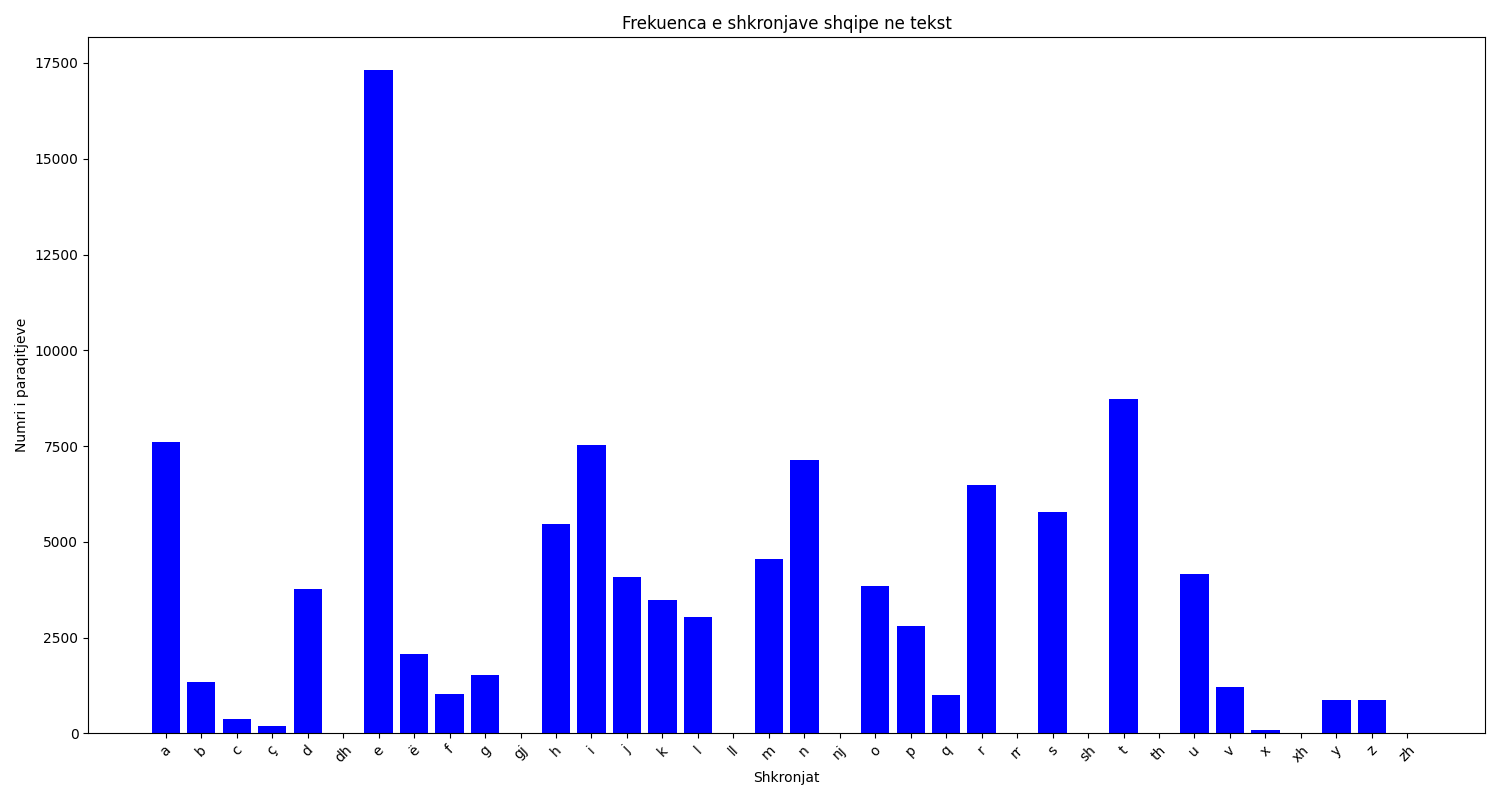 Frekuenca e shkronjave shqipe ne tekst
Numri i paraqitjeve
17500
15000
12500
10000
7500
5000
2500
0
a b c ç d dh e ë f g gj h i j k l ll m n nj o p q r rr s sh t th u v x xh y z zh
Shkronjat